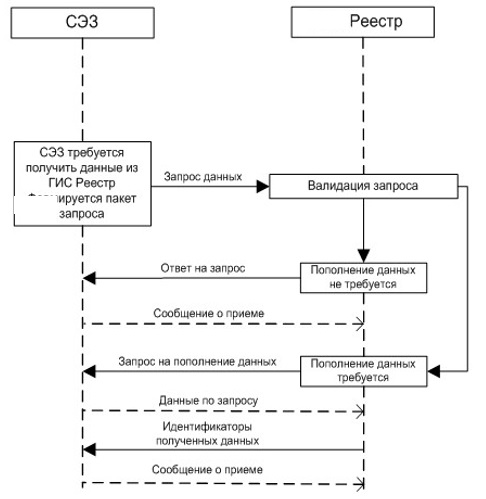 СЭЗ
Реестр
СЭЗ требуется
получить данные из
ГИС Реестр
пакет
запроса
Запрос данных
Валидация запроса
Ответ на запрос
Пополнение данных
не требуется
Сообщение о приеме
Запрос на пополнение данных
Пополнение данных
требуется
Данные по запросу
Идентификаторы
полученных данных
Сообщение о приеме